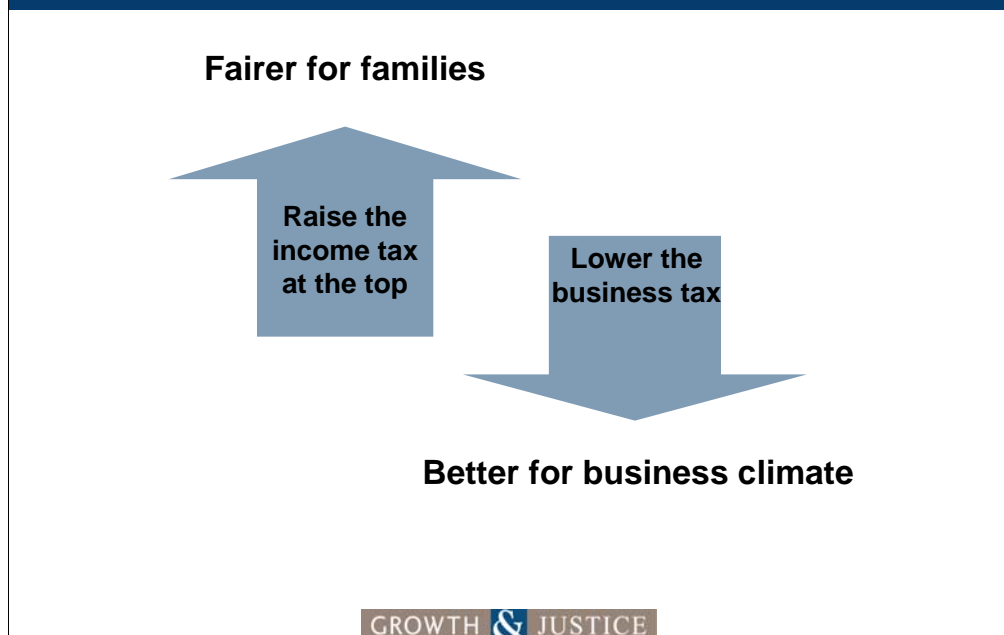 Fairer for families
Raise the
income tax
at the top
Lower the
business tax
Better for business climate
GROWTH & JUSTICE